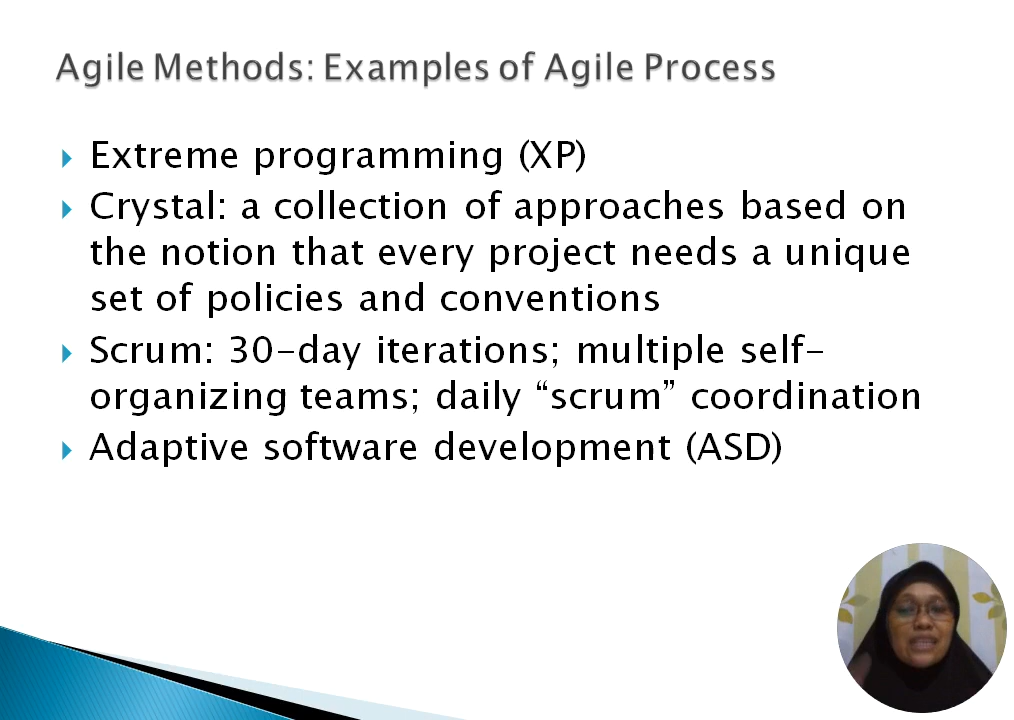 Agile Methods: Examples of Agile Process
Extreme programming (XP)
Crystal: a collection of approaches based on
the notion that every project needs a unique
set of policies and conventions
Scrum: 30-day iterations; multiple self-
organizing teams; daily “scrum” coordination
Adaptive software development (ASD)